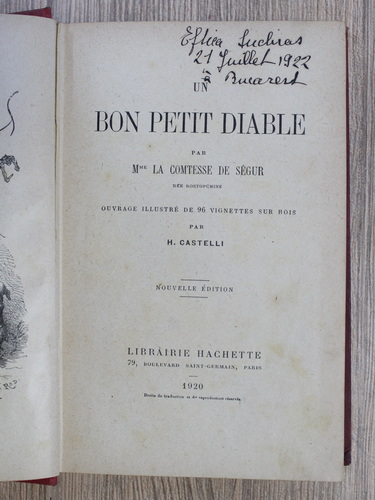 Eftica Suchias
21 Juillet 1922
Bucarest
UN
BON PETIT DIABLE
PAR
Mme LA COMTESSE DE SÉGUR
NÉE ROSTOPCHINE
OUVRAGE ILLUSTRÉ DE 96 VIGNETTES SUR BOIS
PAR
H. CASTELLI
NOUVELLE ÉDITION
LIBRAIRIE HACHETTE
79, BOULEVARD SAINT-GERMAIN, PARIS
1920
Droits de traduction et de reproduction réservés.